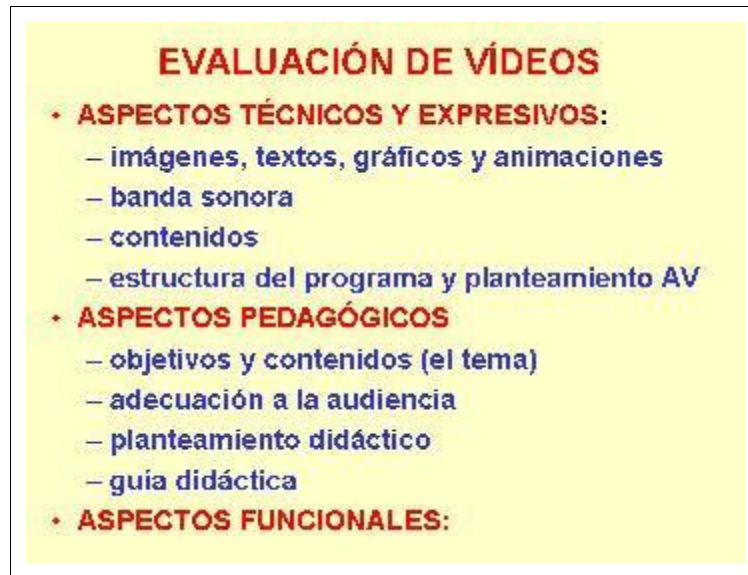 EVALUACIÓN DE VÍDEOS
• ASPECTOS TÉCNICOS Y EXPRESIVOS:
– imágenes, textos, gráficos y animaciones
– banda sonora
– contenidos
– estructura del programa y planteamiento AV
• ASPECTOS PEDAGÓGICOS
– objetivos y contenidos (el tema)
– adecuación a la audiencia
– planteamiento didáctico
– guía didáctica
• ASPECTOS FUNCIONALES: